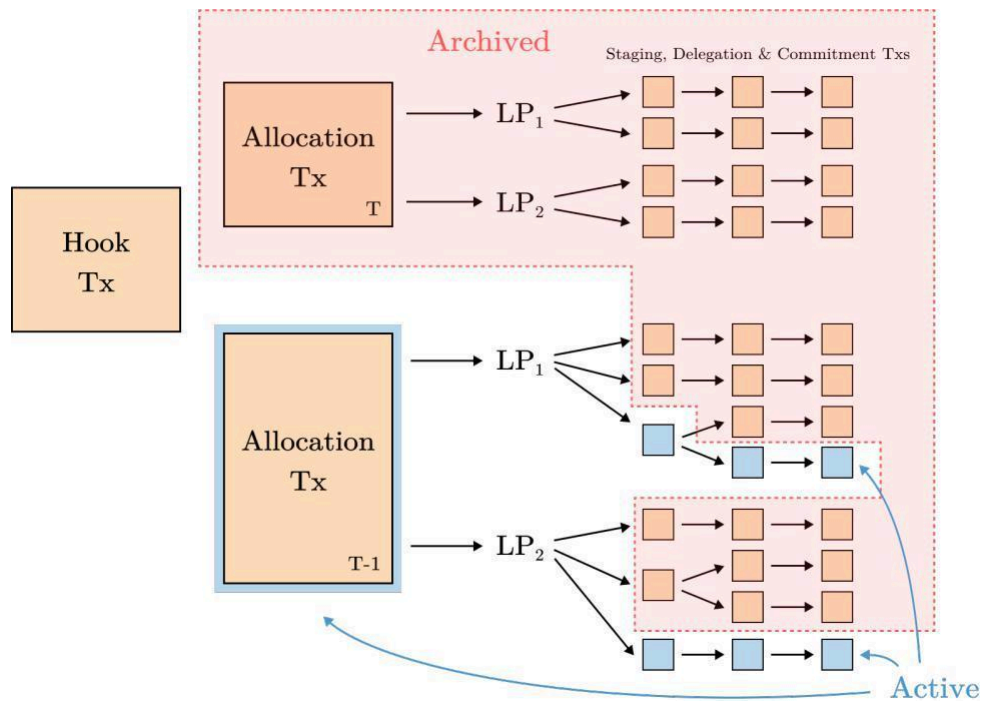 Archived
Staging, Delegation & Commitment Txs
Allocation
Tx
T
LP₁
LP₂
Hook
Tx
Allocation
Tx
T-1
LP₁
LP₂
Active